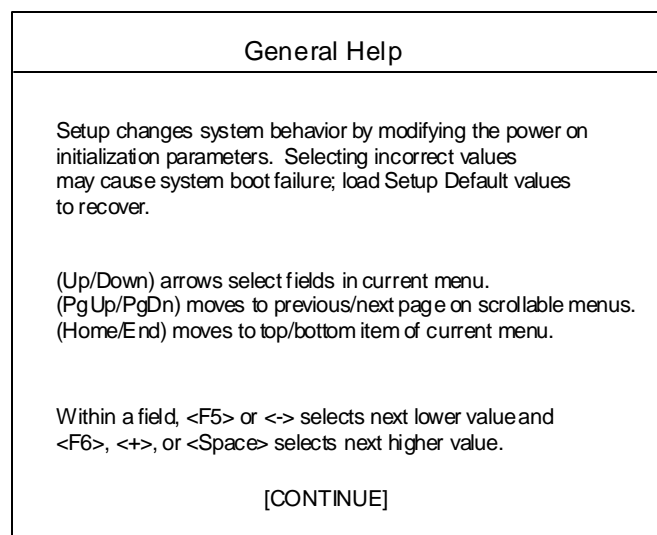 General Help
Setup changes system behavior by modifying the power on
initialization parameters. Selecting incorrect values
may cause system boot failure; load Setup Default values
to recover.
(Up/Down) arrows select fields in current menu.
(PgUp/PgDn) moves to previous/next page on scrollable menus.
(Home/End) moves to top/bottom item of current menu.
Within a field, <F5> or <-> selects next lower value and
<F6>, <+>, or <Space> selects next higher value.
[CONTINUE]